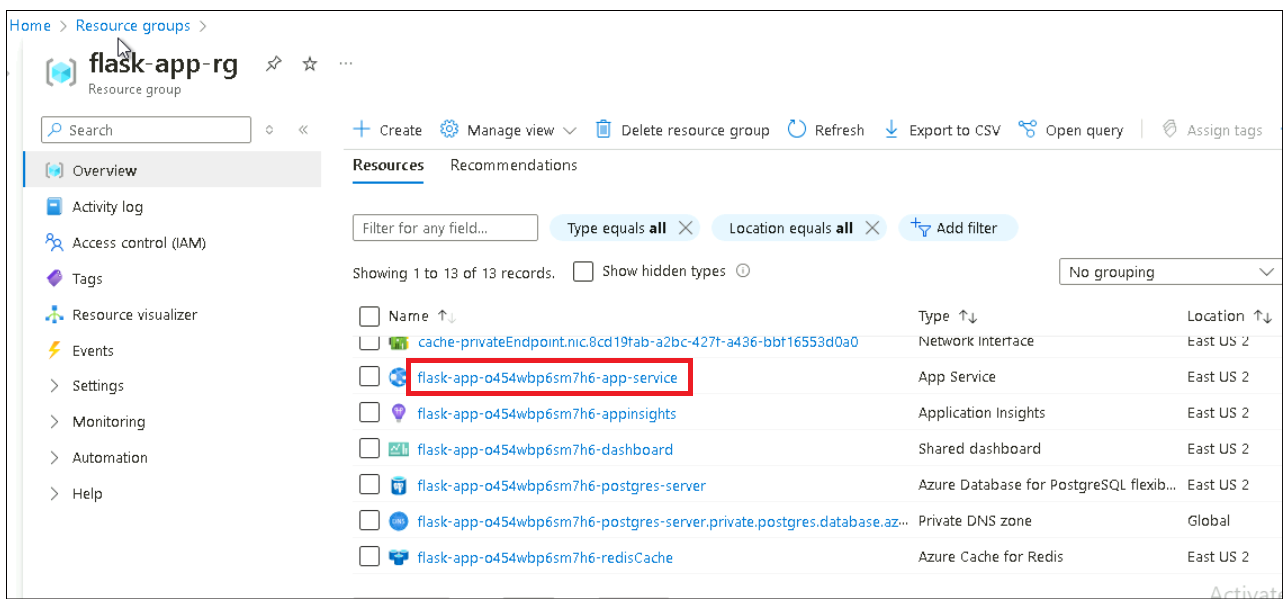 Home > Resource groups >
flask-app-rg
Resource group
Search
Create Manage view Delete resource group Refresh Export to CSV Open query Assign tags
Overview
Activity log
Access control (IAM)
Tags
Resource visualizer
Events
Settings
Monitoring
Automation
Help
Resources Recommendations
Filter for any field... Type equals all Location equals all Add filter
Showing 1 to 13 of 13 records. Show hidden types No grouping
Name ↑↓ Type ↑↓ Location ↑↓
cache-privateEndpoint.nic.8cd19fab-a2bc-427f-a436-bbf16553d0a0 Network Interface East US 2
flask-app-o454wbp6sm7h6-app-service App Service East US 2
flask-app-o454wbp6sm7h6-appinsights Application Insights East US 2
flask-app-o454wbp6sm7h6-dashboard Shared dashboard East US 2
flask-app-o454wbp6sm7h6-postgres-server Azure Database for PostgreSQL flexib... East US 2
DNS flask-app-o454wbp6sm7h6-postgres-server.private.postgres.database.az... Private DNS zone Global
flask-app-o454wbp6sm7h6-redisCache Azure Cache for Redis East US 2